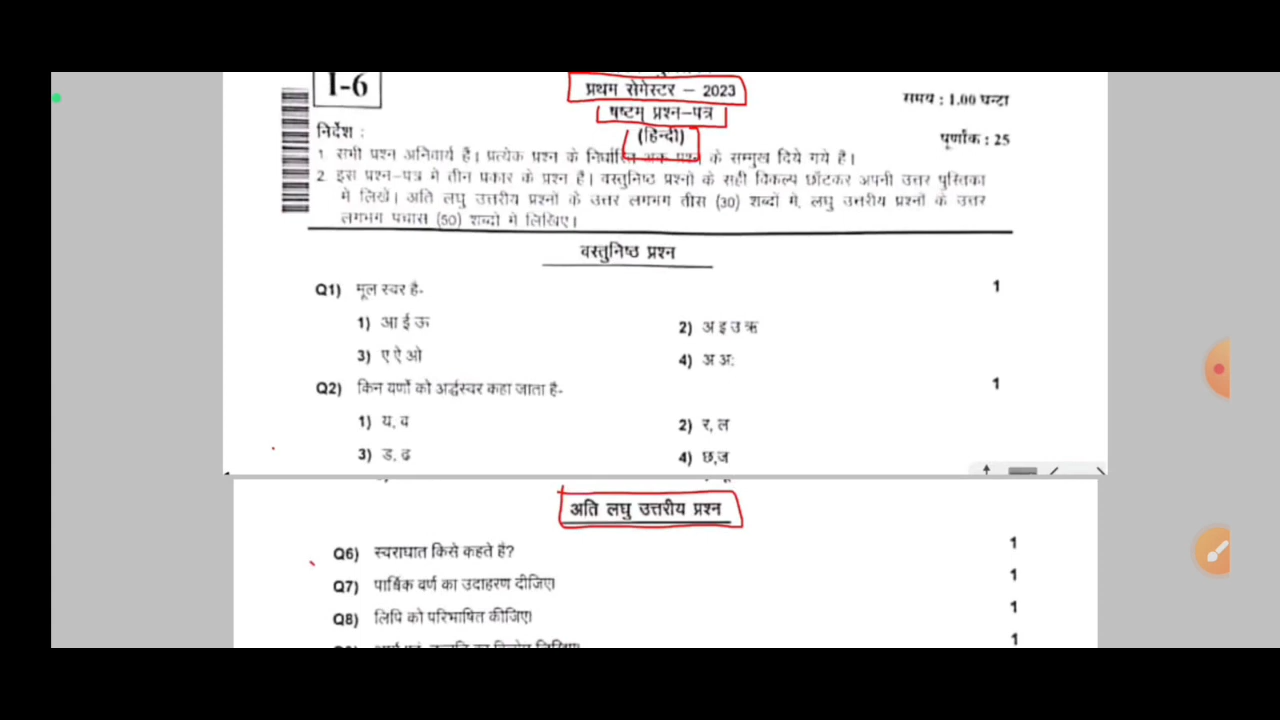 I-6
प्रथम सेमेस्टर – 2023
समय : 1.00 घन्टा
षष्टम् प्रश्न-पत्र
(हिन्दी)
निर्देश :
पूर्णांक : 25
1. सभी प्रश्न अनिवार्य हैं। प्रत्येक प्रश्न के निर्धारित अंक प्रश्न के सम्मुख दिये गये हैं।
2. इस प्रश्न-पत्र मे तीन प्रकार के प्रश्न हैं। वस्तुनिष्ठ प्रश्नों के सही विकल्प छाँटकर अपनी उत्तर पुस्तिका
मे लिखें। अति लघु उत्तरीय प्रश्नों के उत्तर लगभग तीस (30) शब्दों मे, लघु उत्तरीय प्रश्नों के उत्तर
लगभग पचास (50) शब्दो मे लिखिए।
वस्तुनिष्ठ प्रश्न
Q1) मूल स्वर है- 1
1) आ ई ऊ 2) अ इ उ ऋ
3) ए ऐ ओ 4) अ अः
Q2) किन वर्णों को अर्द्धस्वर कहा जाता है- 1
1) य, व 2) र, ल
3) ड, ढ 4) छ,ज
अति लघु उत्तरीय प्रश्न
Q6) स्वराघात किसे कहते है? 1
Q7) पार्श्विक वर्ण का उदाहरण दीजिए। 1
Q8) लिपि को परिभाषित कीजिए। 1
1